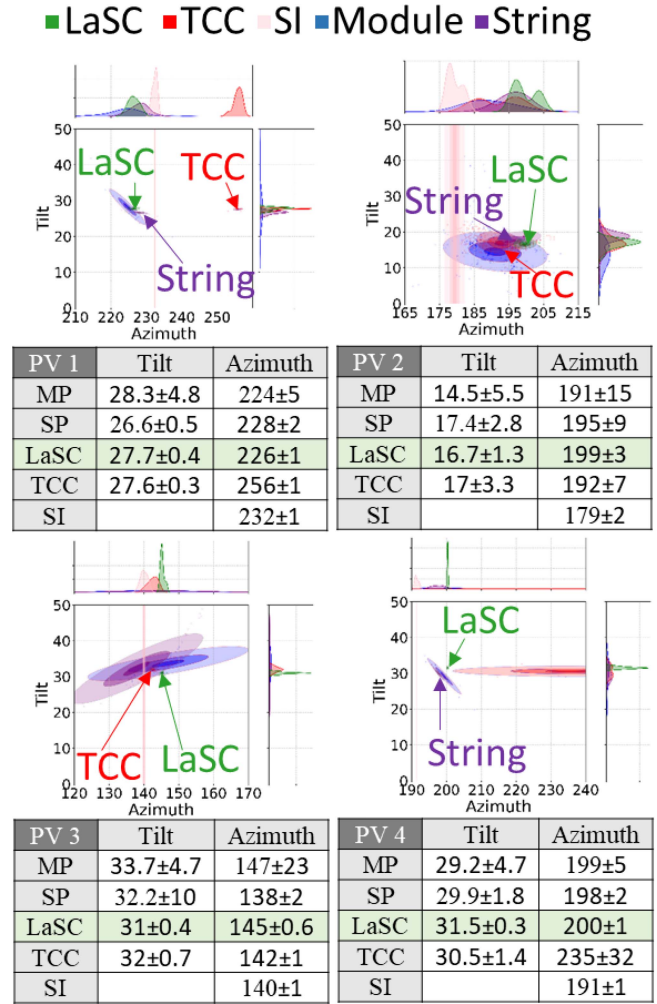 LaSC TCC SI Module String
50
40
30
20
10
0
Tilt
LaSC
TCC
String
210 220 230 240 250
Azimuth
50
40
30
20
10
0
Tilt
LaSC
String
TCC
165 175 185 195 205 215
Azimuth
PV 1 Tilt Azimuth
MP 28.3±4.8 224±5
SP 26.6±0.5 228±2
LaSC 27.7±0.4 226±1
TCC 27.6±0.3 256±1
SI 232±1
PV 2 Tilt Azimuth
MP 14.5±5.5 191±15
SP 17.4±2.8 195±9
LaSC 16.7±1.3 199±3
TCC 17±3.3 192±7
SI 179±2
50
40
30
20
10
0
Tilt
TCC
LaSC
120 130 140 150 160 170
Azimuth
50
40
30
20
10
0
Tilt
LaSC
String
190 200 210 220 230 240
Azimuth
PV 3 Tilt Azimuth
MP 33.7±4.7 147±23
SP 32.2±10 138±2
LaSC 31±0.4 145±0.6
TCC 32±0.7 142±1
SI 140±1
PV 4 Tilt Azimuth
MP 29.2±4.7 199±5
SP 29.9±1.8 198±2
LaSC 31.5±0.3 200±1
TCC 30.5±1.4 235±32
SI 191±1